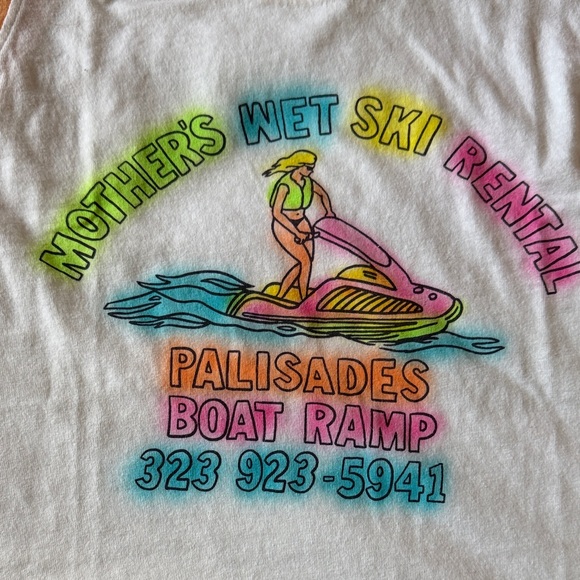 MOTHER'S WET SKI RENTAL
PALISADES
BOAT RAMP
323 923-5941